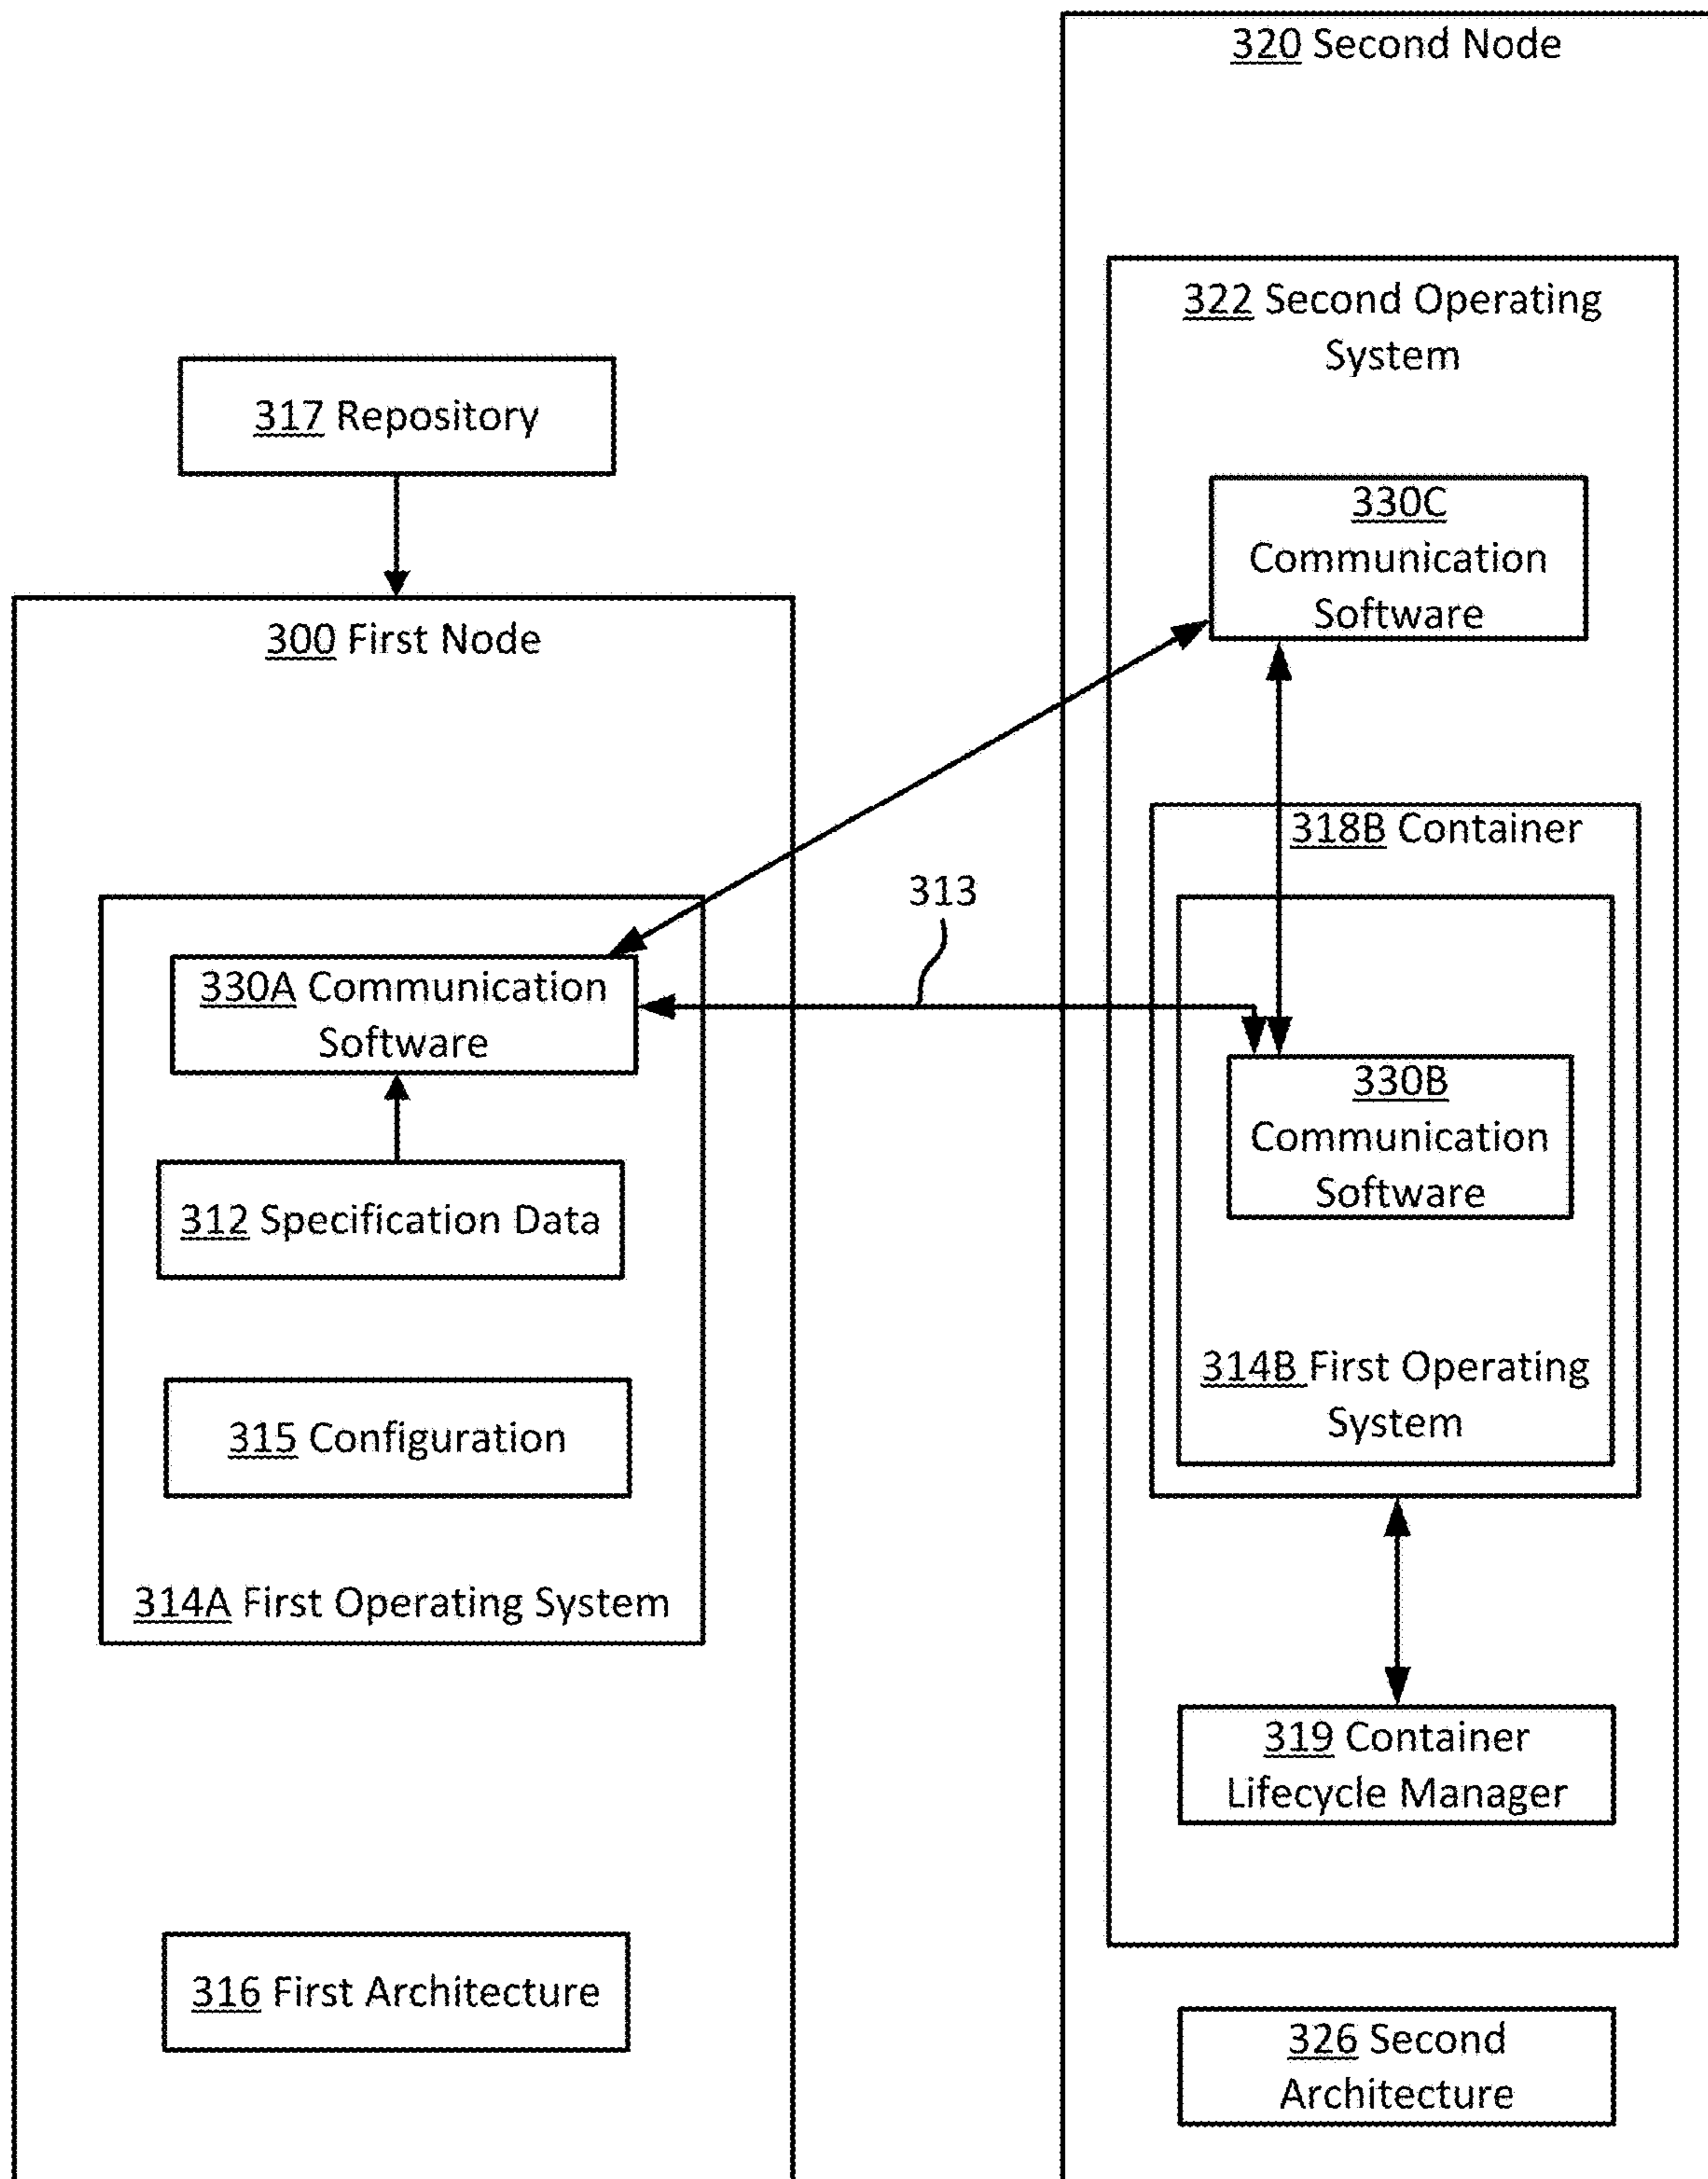 320 Second Node
322 Second Operating
System
317 Repository
330C
Communication
Software
300 First Node
318B Container
313
330A Communication
Software
330B
Communication
Software
312 Specification Data
314B First Operating
System
315 Configuration
314A First Operating System
319 Container
Lifecycle Manager
316 First Architecture
326 Second
Architecture